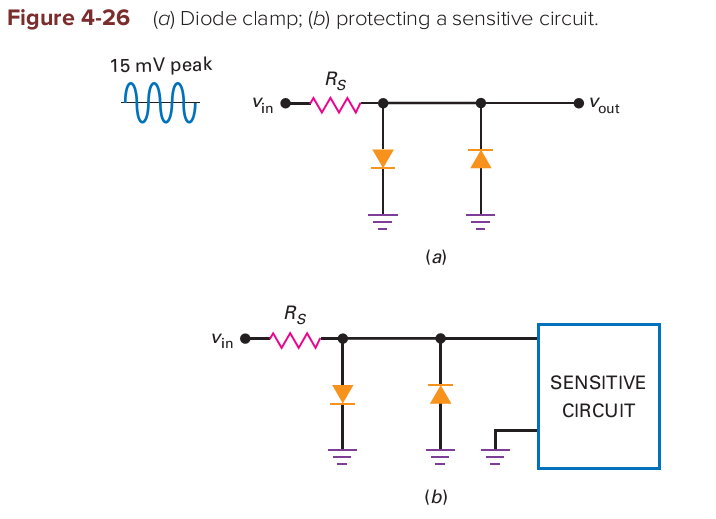 Figure 4-26 (a) Diode clamp; (b) protecting a sensitive circuit.
15 mV peak
RS
vin
vout
(a)
RS
vin
SENSITIVE
CIRCUIT
(b)